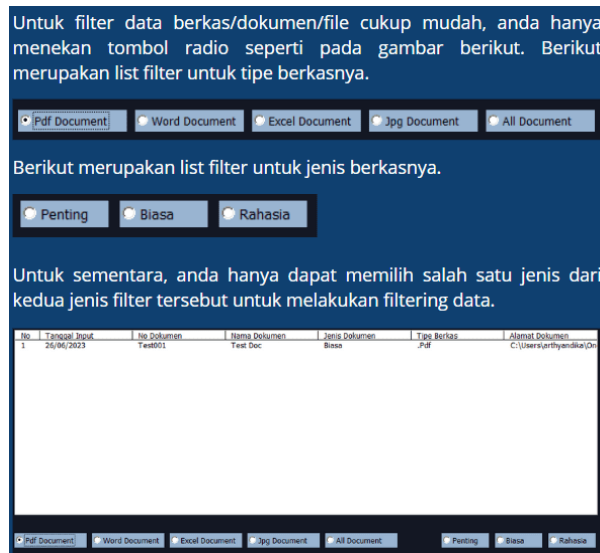 Untuk filter data berkas/dokumen/file cukup mudah, anda hanya
menekan tombol radio seperti pada gambar berikut. Berikut
merupakan list filter untuk tipe berkasnya.
Pdf Document Word Document Excel Document Jpg Document All Document
Berikut merupakan list filter untuk jenis berkasnya.
Penting Biasa Rahasia
Untuk sementara, anda hanya dapat memilih salah satu jenis dari
kedua jenis filter tersebut untuk melakukan filtering data.
No Tanggal Input No Dokumen Nama Dokumen Jenis Dokumen Tipe Berkas Alamat Dokumen
1 26/06/2023 Test001 Test Doc Biasa .Pdf C:\Users\arthyandika\On
Pdf Document Word Document Excel Document Jpg Document All Document Penting Biasa Rahasia